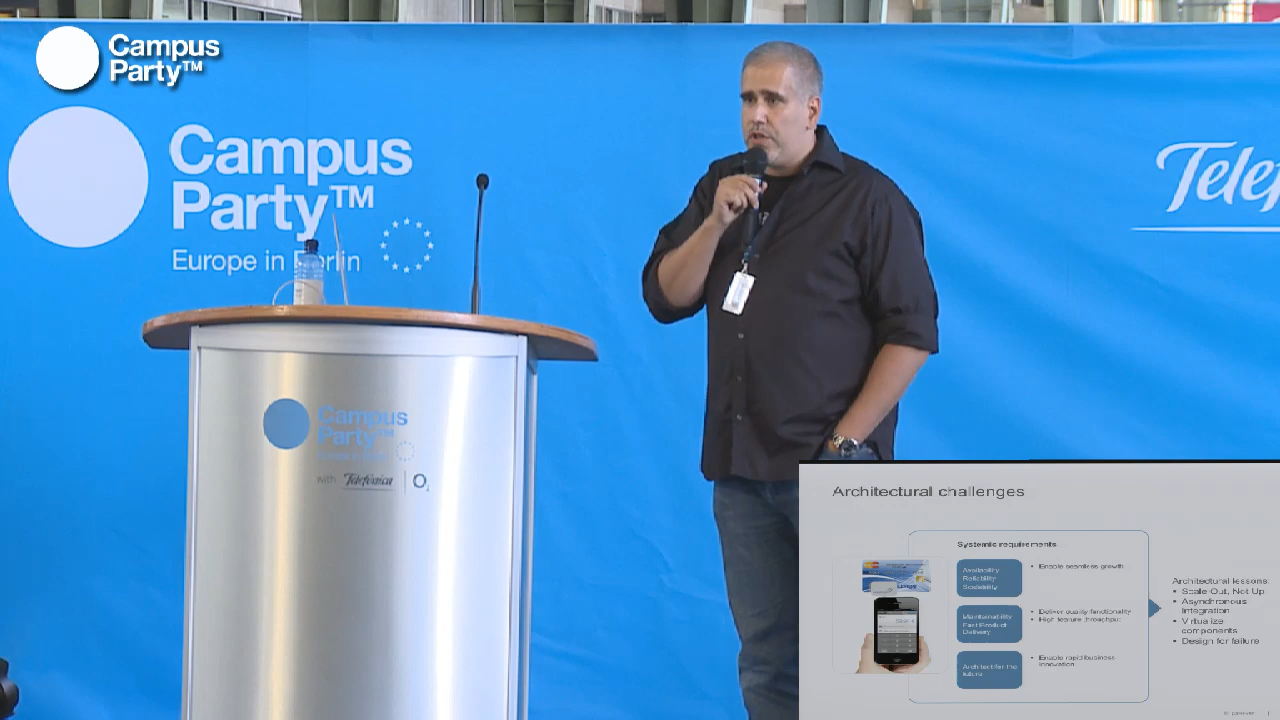 Campus
Party™
Campus
Party™
Europe in Berlin
Telef
Campus
Party™
with Telefónica | O2
Architectural challenges
Systemic requirements
Availability
Reliability
Scalability
• Enable seamless growth
Maintainability
Fast Product
Delivery
• Deliver quality functionality
• High feature throughput
Architect for the
future
• Enable rapid business
innovation
Architectural lessons:
• Scale Out, Not Up
• Asynchronous
Integration
• Virtualize
components
• Design for failure